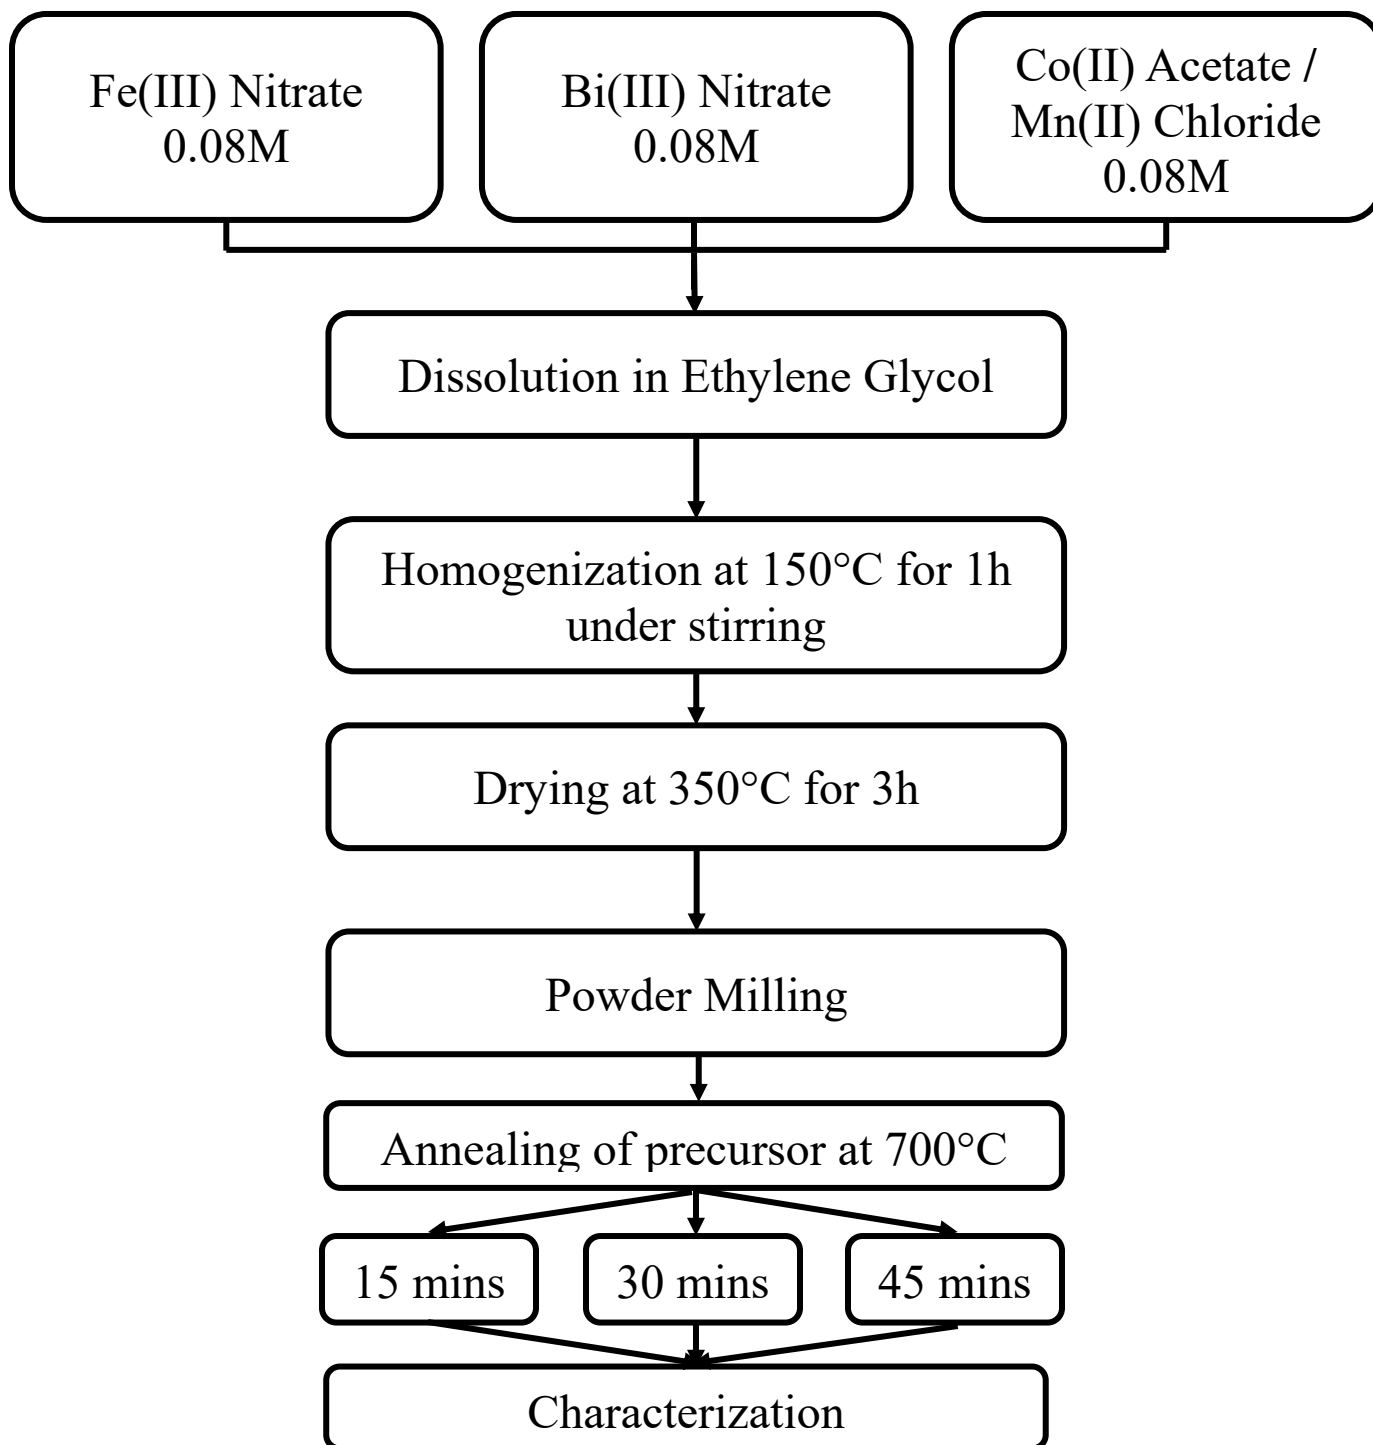 Fe(III) Nitrate
0.08M
Bi(III) Nitrate
0.08M
Co(II) Acetate /
Mn(II) Chloride
0.08M
Dissolution in Ethylene Glycol
Homogenization at 150°C for 1h
under stirring
Drying at 350°C for 3h
Powder Milling
Annealing of precursor at 700°C
15 mins
30 mins
45 mins
Characterization